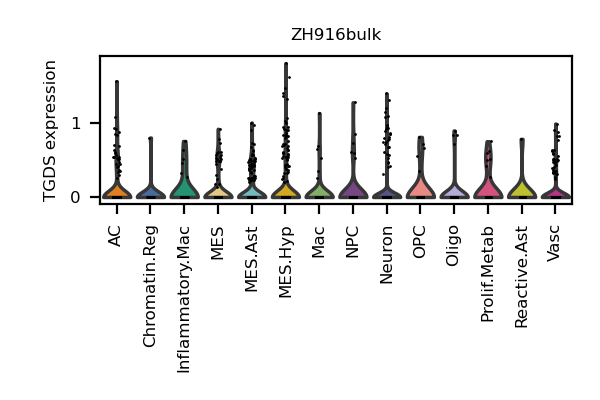 ZH916bulk
TGDS expression
1
0
AC
Chromatin.Reg
Inflammatory.Mac
MES
MES.Ast
MES.Hyp
Mac
NPC
Neuron
OPC
Oligo
Prolif.Metab
Reactive.Ast
Vasc